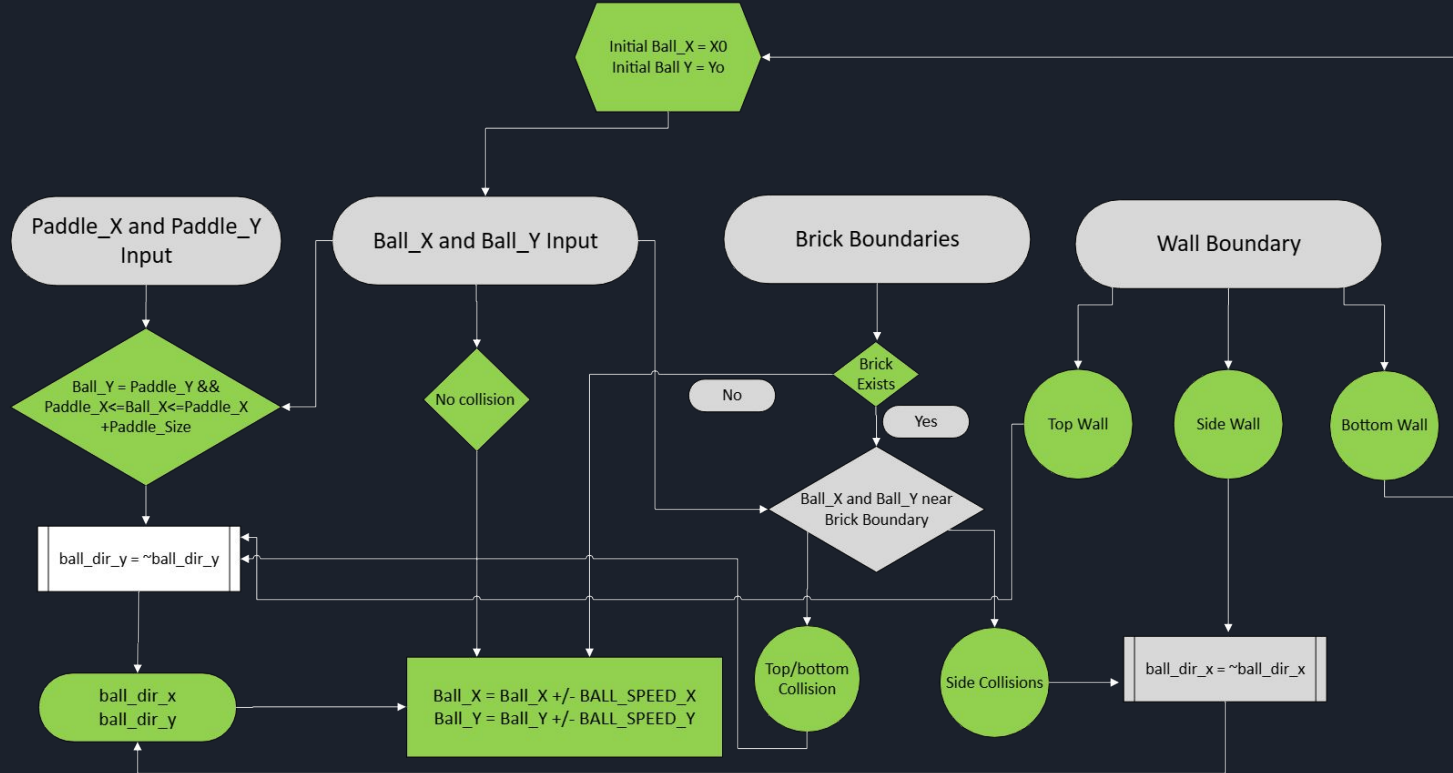 Initial Ball_X = X0
Initial Ball Y = Yo
Paddle_X and Paddle_Y
Input
Ball_X and Ball_Y Input
Brick Boundaries
Wall Boundary
Ball_Y = Paddle_Y &&
Paddle_X<=Ball_X<=Paddle_X
+Paddle_Size
No collision
Brick
Exists
No
Yes
Top Wall
Side Wall
Bottom Wall
Ball_X and Ball_Y near
Brick Boundary
ball_dir_y = ~ball_dir_y
Top/bottom
Collision
Side Collisions
ball_dir_x = ~ball_dir_x
ball_dir_x
ball_dir_y
Ball_X = Ball_X +/- BALL_SPEED_X
Ball_Y = Ball_Y +/- BALL_SPEED_Y